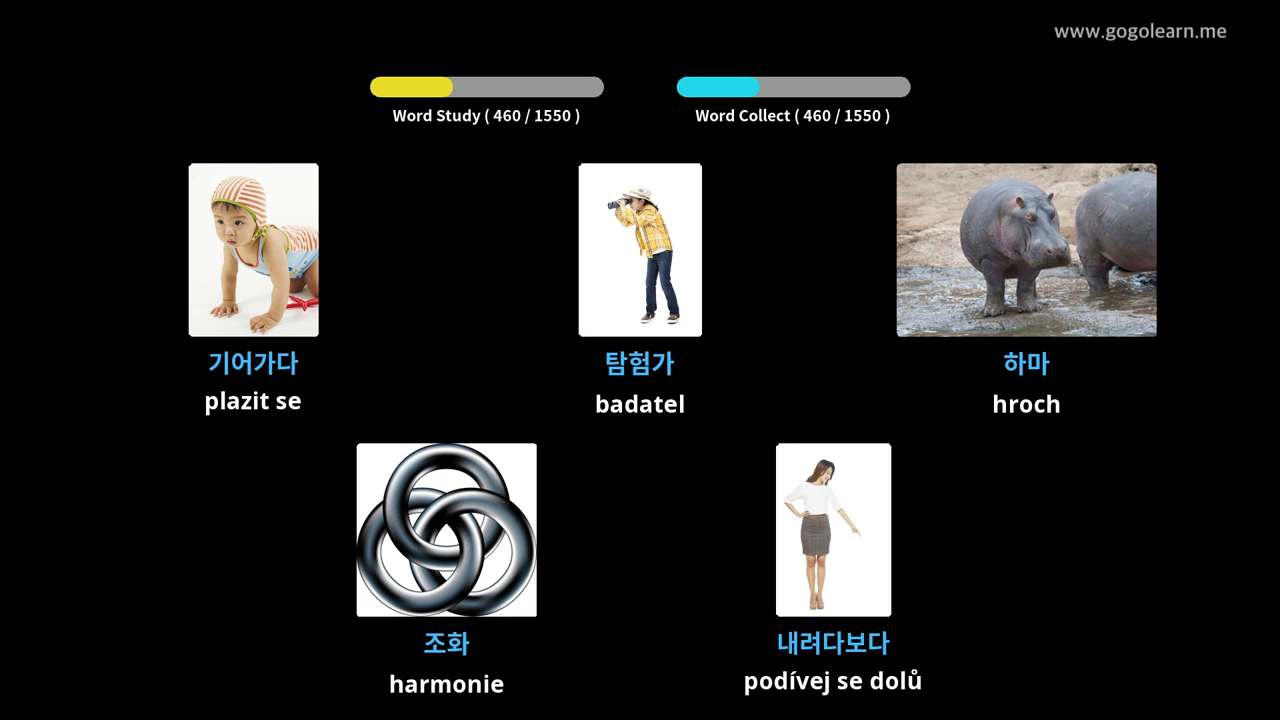 www.gogolearn.me
Word Study ( 460 / 1550 )
Word Collect ( 460 / 1550 )
기어가다
plazit se
탐험가
badatel
하마
hroch
조화
harmonie
내려다보다
podívej se dolů